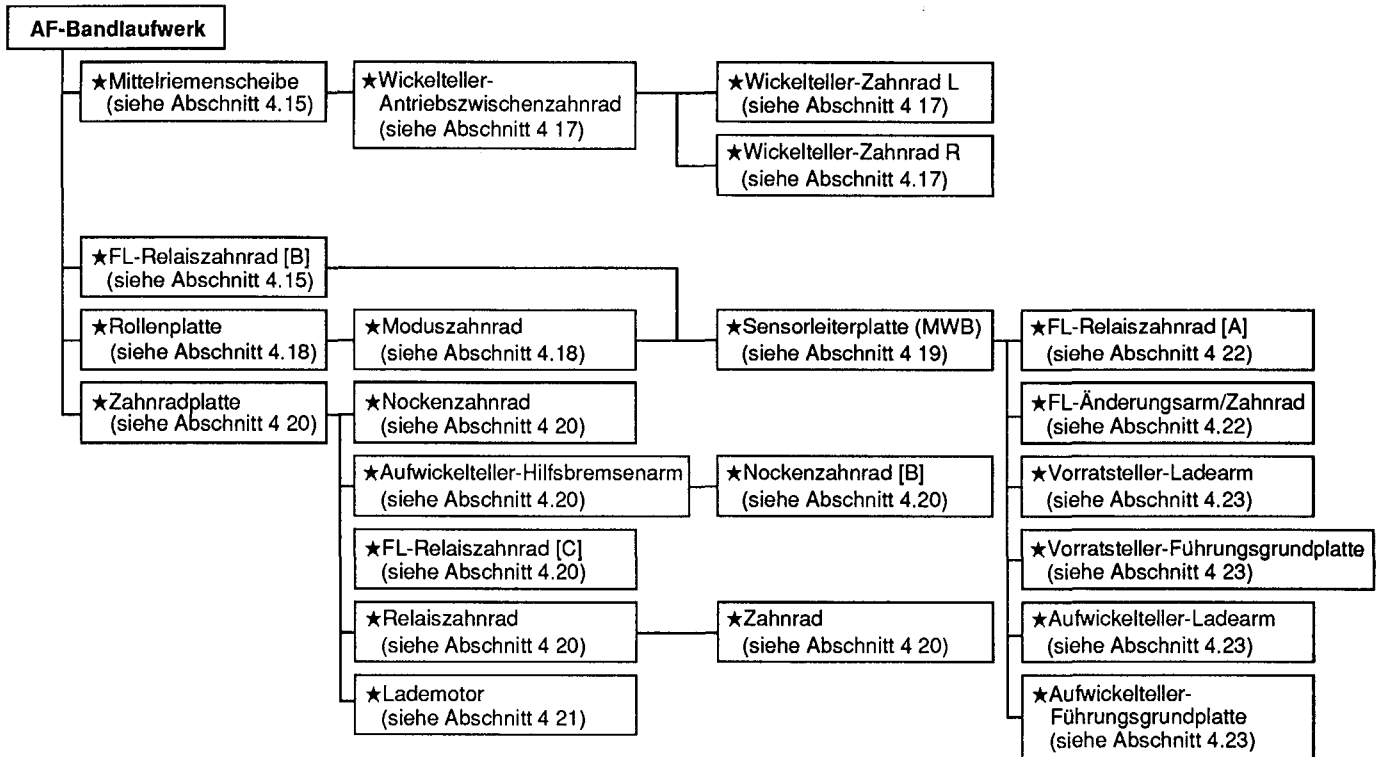 AF-Bandlaufwerk
★Mittelriemenscheibe
(siehe Abschnitt 4.15)
★Wickelteller-
Antriebszwischenzahnrad
(siehe Abschnitt 4 17)
★Wickelteller-Zahnrad L
(siehe Abschnitt 4 17)
★Wickelteller-Zahnrad R
(siehe Abschnitt 4.17)
★FL-Relaiszahnrad [B]
(siehe Abschnitt 4.15)
★Rollenplatte
(siehe Abschnitt 4.18)
★Moduszahnrad
(siehe Abschnitt 4.18)
★Sensorleiterplatte (MWB)
(siehe Abschnitt 4 19)
★FL-Relaiszahnrad [A]
(siehe Abschnitt 4 22)
★Zahnradplatte
(siehe Abschnitt 4 20)
★Nockenzahnrad
(siehe Abschnitt 4 20)
★FL-Änderungsarm/Zahnrad
(siehe Abschnitt 4.22)
★Aufwickelteller-Hilfsbremsenarm
(siehe Abschnitt 4.20)
★Nockenzahnrad [B]
(siehe Abschnitt 4.20)
★Vorratsteller-Ladearm
(siehe Abschnitt 4.23)
★FL-Relaiszahnrad [C]
(siehe Abschnitt 4.20)
★Vorratsteller-Führungsgrundplatte
(siehe Abschnitt 4 23)
★Relaiszahnrad
(siehe Abschnitt 4 20)
★Zahnrad
(siehe Abschnitt 4 20)
★Aufwickelteller-Ladearm
(siehe Abschnitt 4.23)
★Lademotor
(siehe Abschnitt 4 21)
★Aufwickelteller-
Führungsgrundplatte
(siehe Abschnitt 4.23)